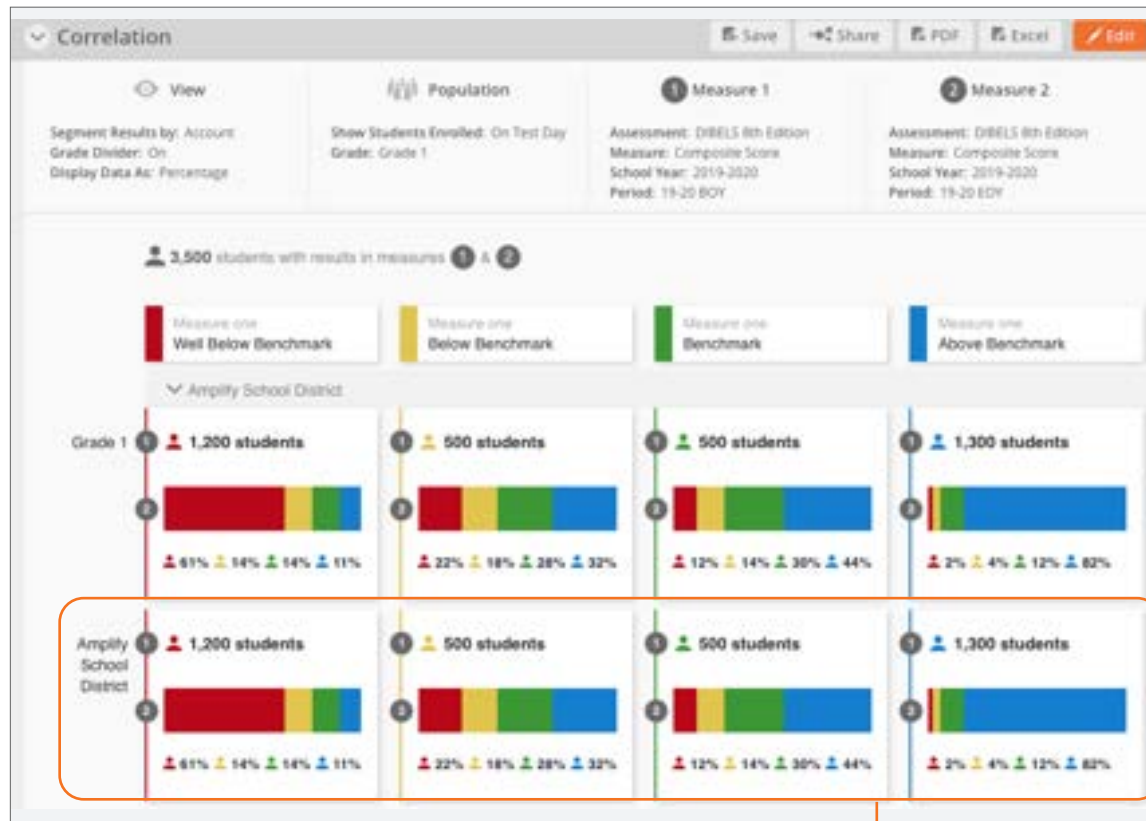 Correlation
Save Share PDF Excel Edit
View Population 1 Measure 1 2 Measure 2
Segment Results by: Account
Grade Divider: On
Display Data As: Percentage
Show Students Enrolled: On Test Day
Grade: Grade 1
Assessment: DIBELS 8th Edition
Measure: Composite Score
School Year: 2019-2020
Period: 19-20 BOY
Assessment: DIBELS 8th Edition
Measure: Composite Score
School Year: 2019-2020
Period: 19-20 EOY
3,500 students with results in measures 1 & 2
Measure one
Well Below Benchmark
Measure one
Below Benchmark
Measure one
Benchmark
Measure one
Above Benchmark
Amplify School District
Grade 1 1 1,200 students 1 500 students 1 500 students 1 1,300 students
2 2 2 2
61% 14% 14% 11% 22% 18% 28% 32% 12% 14% 30% 44% 2% 4% 12% 82%
Amplify School District 1 1,200 students 1 500 students 1 500 students 1 1,300 students
2 2 2 2
61% 14% 14% 11% 22% 18% 28% 32% 12% 14% 30% 44% 2% 4% 12% 82%